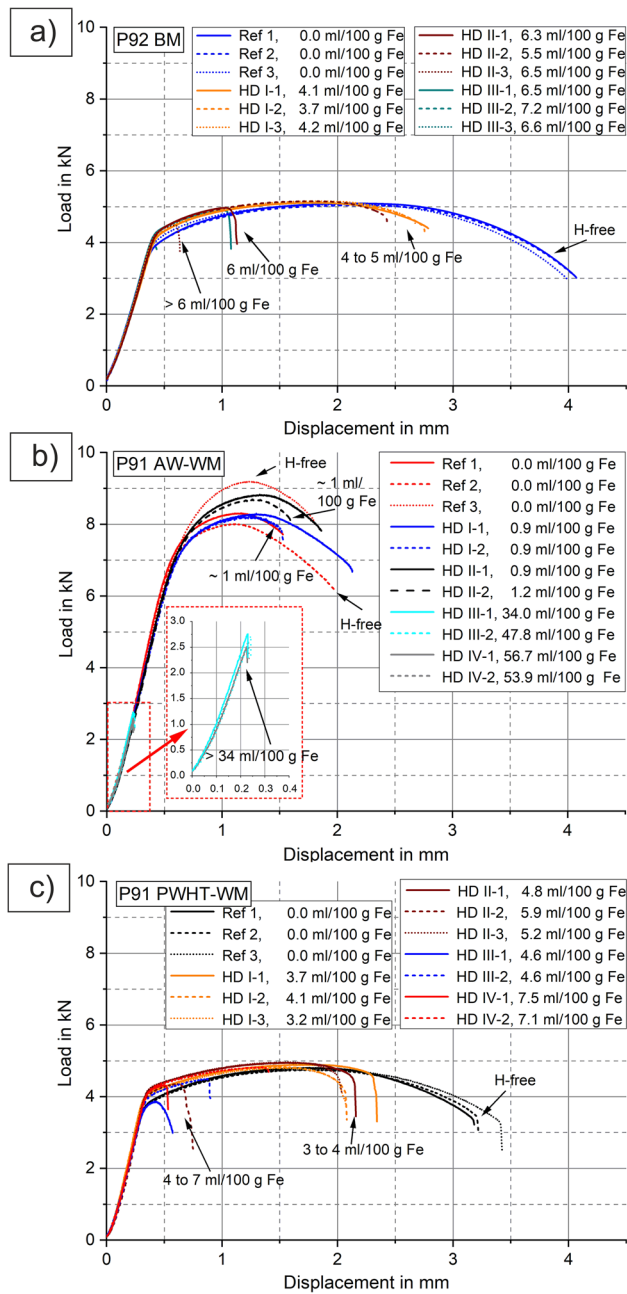 a)
P92 BM
Ref 1, 0.0 ml/100 g Fe
Ref 2, 0.0 ml/100 g Fe
Ref 3, 0.0 ml/100 g Fe
HD I-1, 4.1 ml/100 g Fe
HD I-2, 3.7 ml/100 g Fe
HD I-3, 4.2 ml/100 g Fe
HD II-1, 6.3 ml/100 g Fe
HD II-2, 5.5 ml/100 g Fe
HD II-3, 6.5 ml/100 g Fe
HD III-1, 6.5 ml/100 g Fe
HD III-2, 7.2 ml/100 g Fe
HD III-3, 6.6 ml/100 g Fe
Load in kN
10
8
6
4
2
0
H-free
4 to 5 ml/100 g Fe
6 ml/100 g Fe
> 6 ml/100 g Fe
0 1 2 3 4
Displacement in mm
b)
P91 AW-WM
H-free
~ 1 ml/
100 g Fe
~ 1 ml/100 g Fe
H-free
Ref 1, 0.0 ml/100 g Fe
Ref 2, 0.0 ml/100 g Fe
Ref 3, 0.0 ml/100 g Fe
HD I-1, 0.9 ml/100 g Fe
HD I-2, 0.9 ml/100 g Fe
HD II-1, 0.9 ml/100 g Fe
HD II-2, 1.2 ml/100 g Fe
HD III-1, 34.0 ml/100 g Fe
HD III-2, 47.8 ml/100 g Fe
HD IV-1, 56.7 ml/100 g Fe
HD IV-2, 53.9 ml/100 g Fe
Load in kN
10
8
6
4
2
0
3.0
2.5
2.0
1.5
1.0
0.5
0.0
> 34 ml/100 g Fe
0.0 0.1 0.2 0.3 0.4
0 1 2 3 4
Displacement in mm
c)
P91 PWHT-WM
Ref 1, 0.0 ml/100 g Fe
Ref 2, 0.0 ml/100 g Fe
Ref 3, 0.0 ml/100 g Fe
HD I-1, 3.7 ml/100 g Fe
HD I-2, 4.1 ml/100 g Fe
HD I-3, 3.2 ml/100 g Fe
HD II-1, 4.8 ml/100 g Fe
HD II-2, 5.9 ml/100 g Fe
HD II-3, 5.2 ml/100 g Fe
HD III-1, 4.6 ml/100 g Fe
HD III-2, 4.6 ml/100 g Fe
HD IV-1, 7.5 ml/100 g Fe
HD IV-2, 7.1 ml/100 g Fe
Load in kN
10
8
6
4
2
0
H-free
3 to 4 ml/100 g Fe
4 to 7 ml/100 g Fe
0 1 2 3 4
Displacement in mm